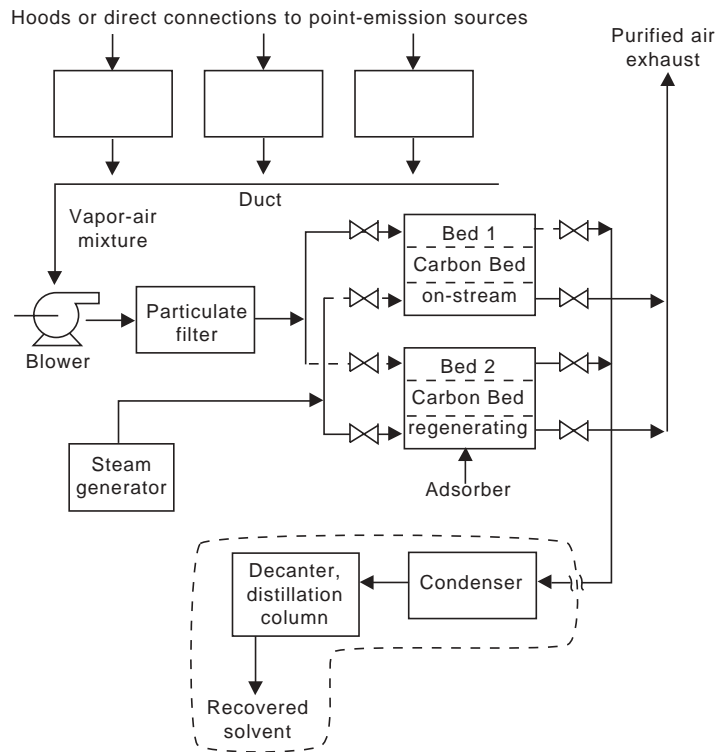 Hoods or direct connections to point-emission sources
Purified air
exhaust
Duct
Vapor-air
mixture
Blower
Particulate
filter
Bed 1
Carbon Bed
on-stream
Bed 2
Carbon Bed
regenerating
Steam
generator
Adsorber
Decanter,
distillation
column
Condenser
Recovered
solvent